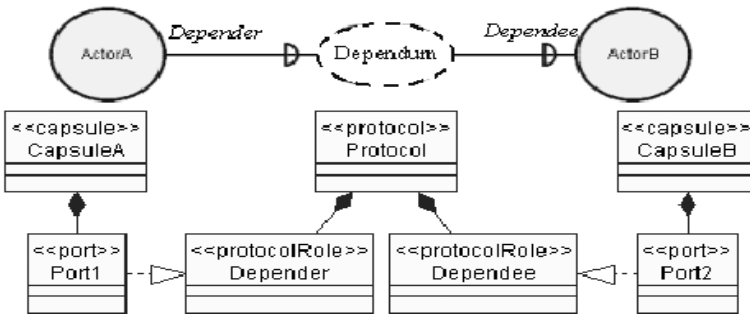 Depender
Dependee
ActorA
Dependum
ActorB
<<capsule>>
CapsuleA
<<protocol>>
Protocol
<<capsule>>
CapsuleB
<<port>>
Port1
<<protocolRole>>
Depender
<<protocolRole>>
Dependee
<<port>>
Port2